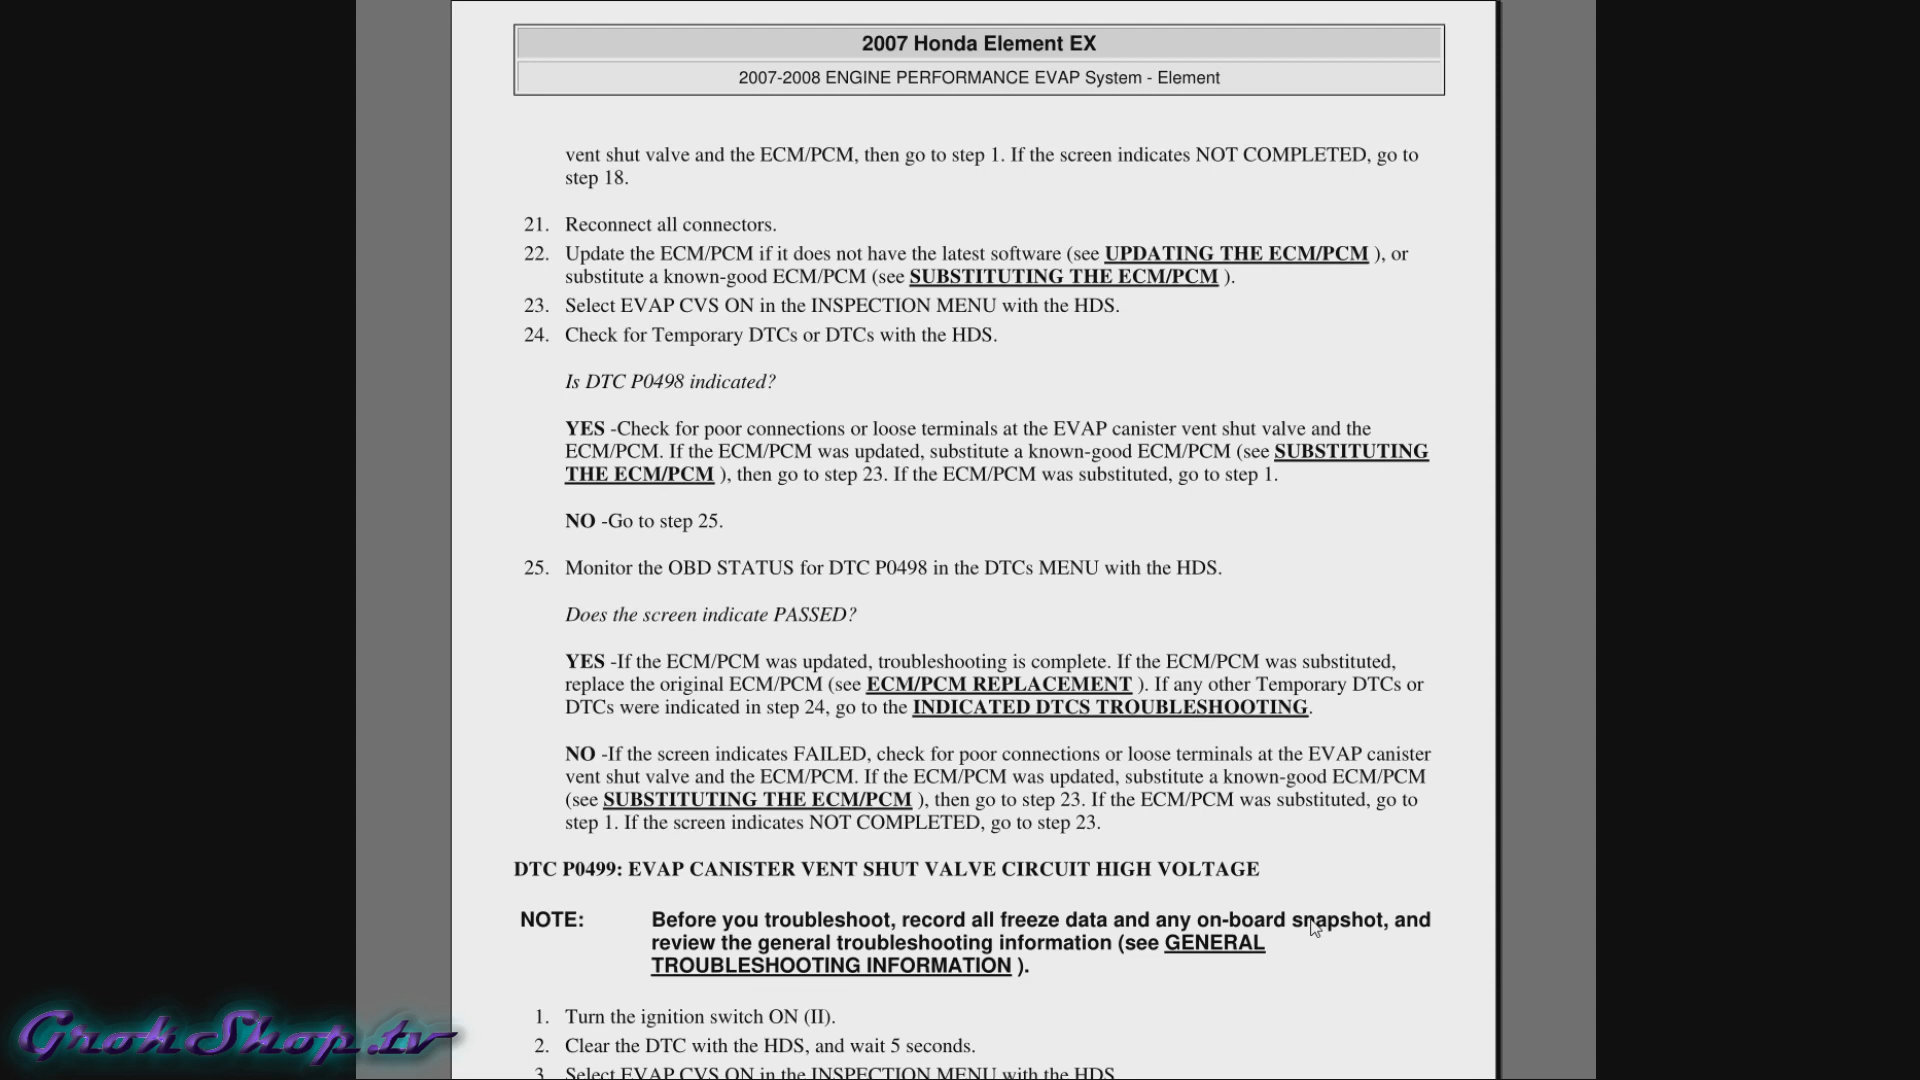 2007 Honda Element EX
2007-2008 ENGINE PERFORMANCE EVAP System - Element
vent shut valve and the ECM/PCM, then go to step 1. If the screen indicates NOT COMPLETED, go to
step 18.
21. Reconnect all connectors.
22. Update the ECM/PCM if it does not have the latest software (see UPDATING THE ECM/PCM ), or
substitute a known-good ECM/PCM (see SUBSTITUTING THE ECM/PCM ).
23. Select EVAP CVS ON in the INSPECTION MENU with the HDS.
24. Check for Temporary DTCs or DTCs with the HDS.
Is DTC P0498 indicated?
YES -Check for poor connections or loose terminals at the EVAP canister vent shut valve and the
ECM/PCM. If the ECM/PCM was updated, substitute a known-good ECM/PCM (see SUBSTITUTING
THE ECM/PCM ), then go to step 23. If the ECM/PCM was substituted, go to step 1.
NO -Go to step 25.
25. Monitor the OBD STATUS for DTC P0498 in the DTCs MENU with the HDS.
Does the screen indicate PASSED?
YES -If the ECM/PCM was updated, troubleshooting is complete. If the ECM/PCM was substituted,
replace the original ECM/PCM (see ECM/PCM REPLACEMENT ). If any other Temporary DTCs or
DTCs were indicated in step 24, go to the INDICATED DTCS TROUBLESHOOTING.
NO -If the screen indicates FAILED, check for poor connections or loose terminals at the EVAP canister
vent shut valve and the ECM/PCM. If the ECM/PCM was updated, substitute a known-good ECM/PCM
(see SUBSTITUTING THE ECM/PCM ), then go to step 23. If the ECM/PCM was substituted, go to
step 1. If the screen indicates NOT COMPLETED, go to step 23.
DTC P0499: EVAP CANISTER VENT SHUT VALVE CIRCUIT HIGH VOLTAGE
NOTE: Before you troubleshoot, record all freeze data and any on-board snapshot, and
review the general troubleshooting information (see GENERAL
TROUBLESHOOTING INFORMATION ).
1. Turn the ignition switch ON (II).
2. Clear the DTC with the HDS, and wait 5 seconds.
3. Select EVAP CVS ON in the INSPECTION MENU with the HDS
GrokShop.tv